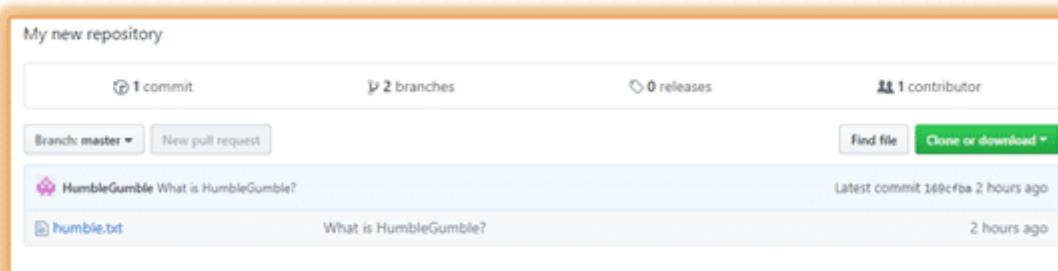 My new repository
1 commit 2 branches 0 releases 1 contributor
Branch: master New pull request Find file Clone or download
HumbleGumble What is HumbleGumble? Latest commit 169cfba 2 hours ago
humble.txt What is HumbleGumble? 2 hours ago